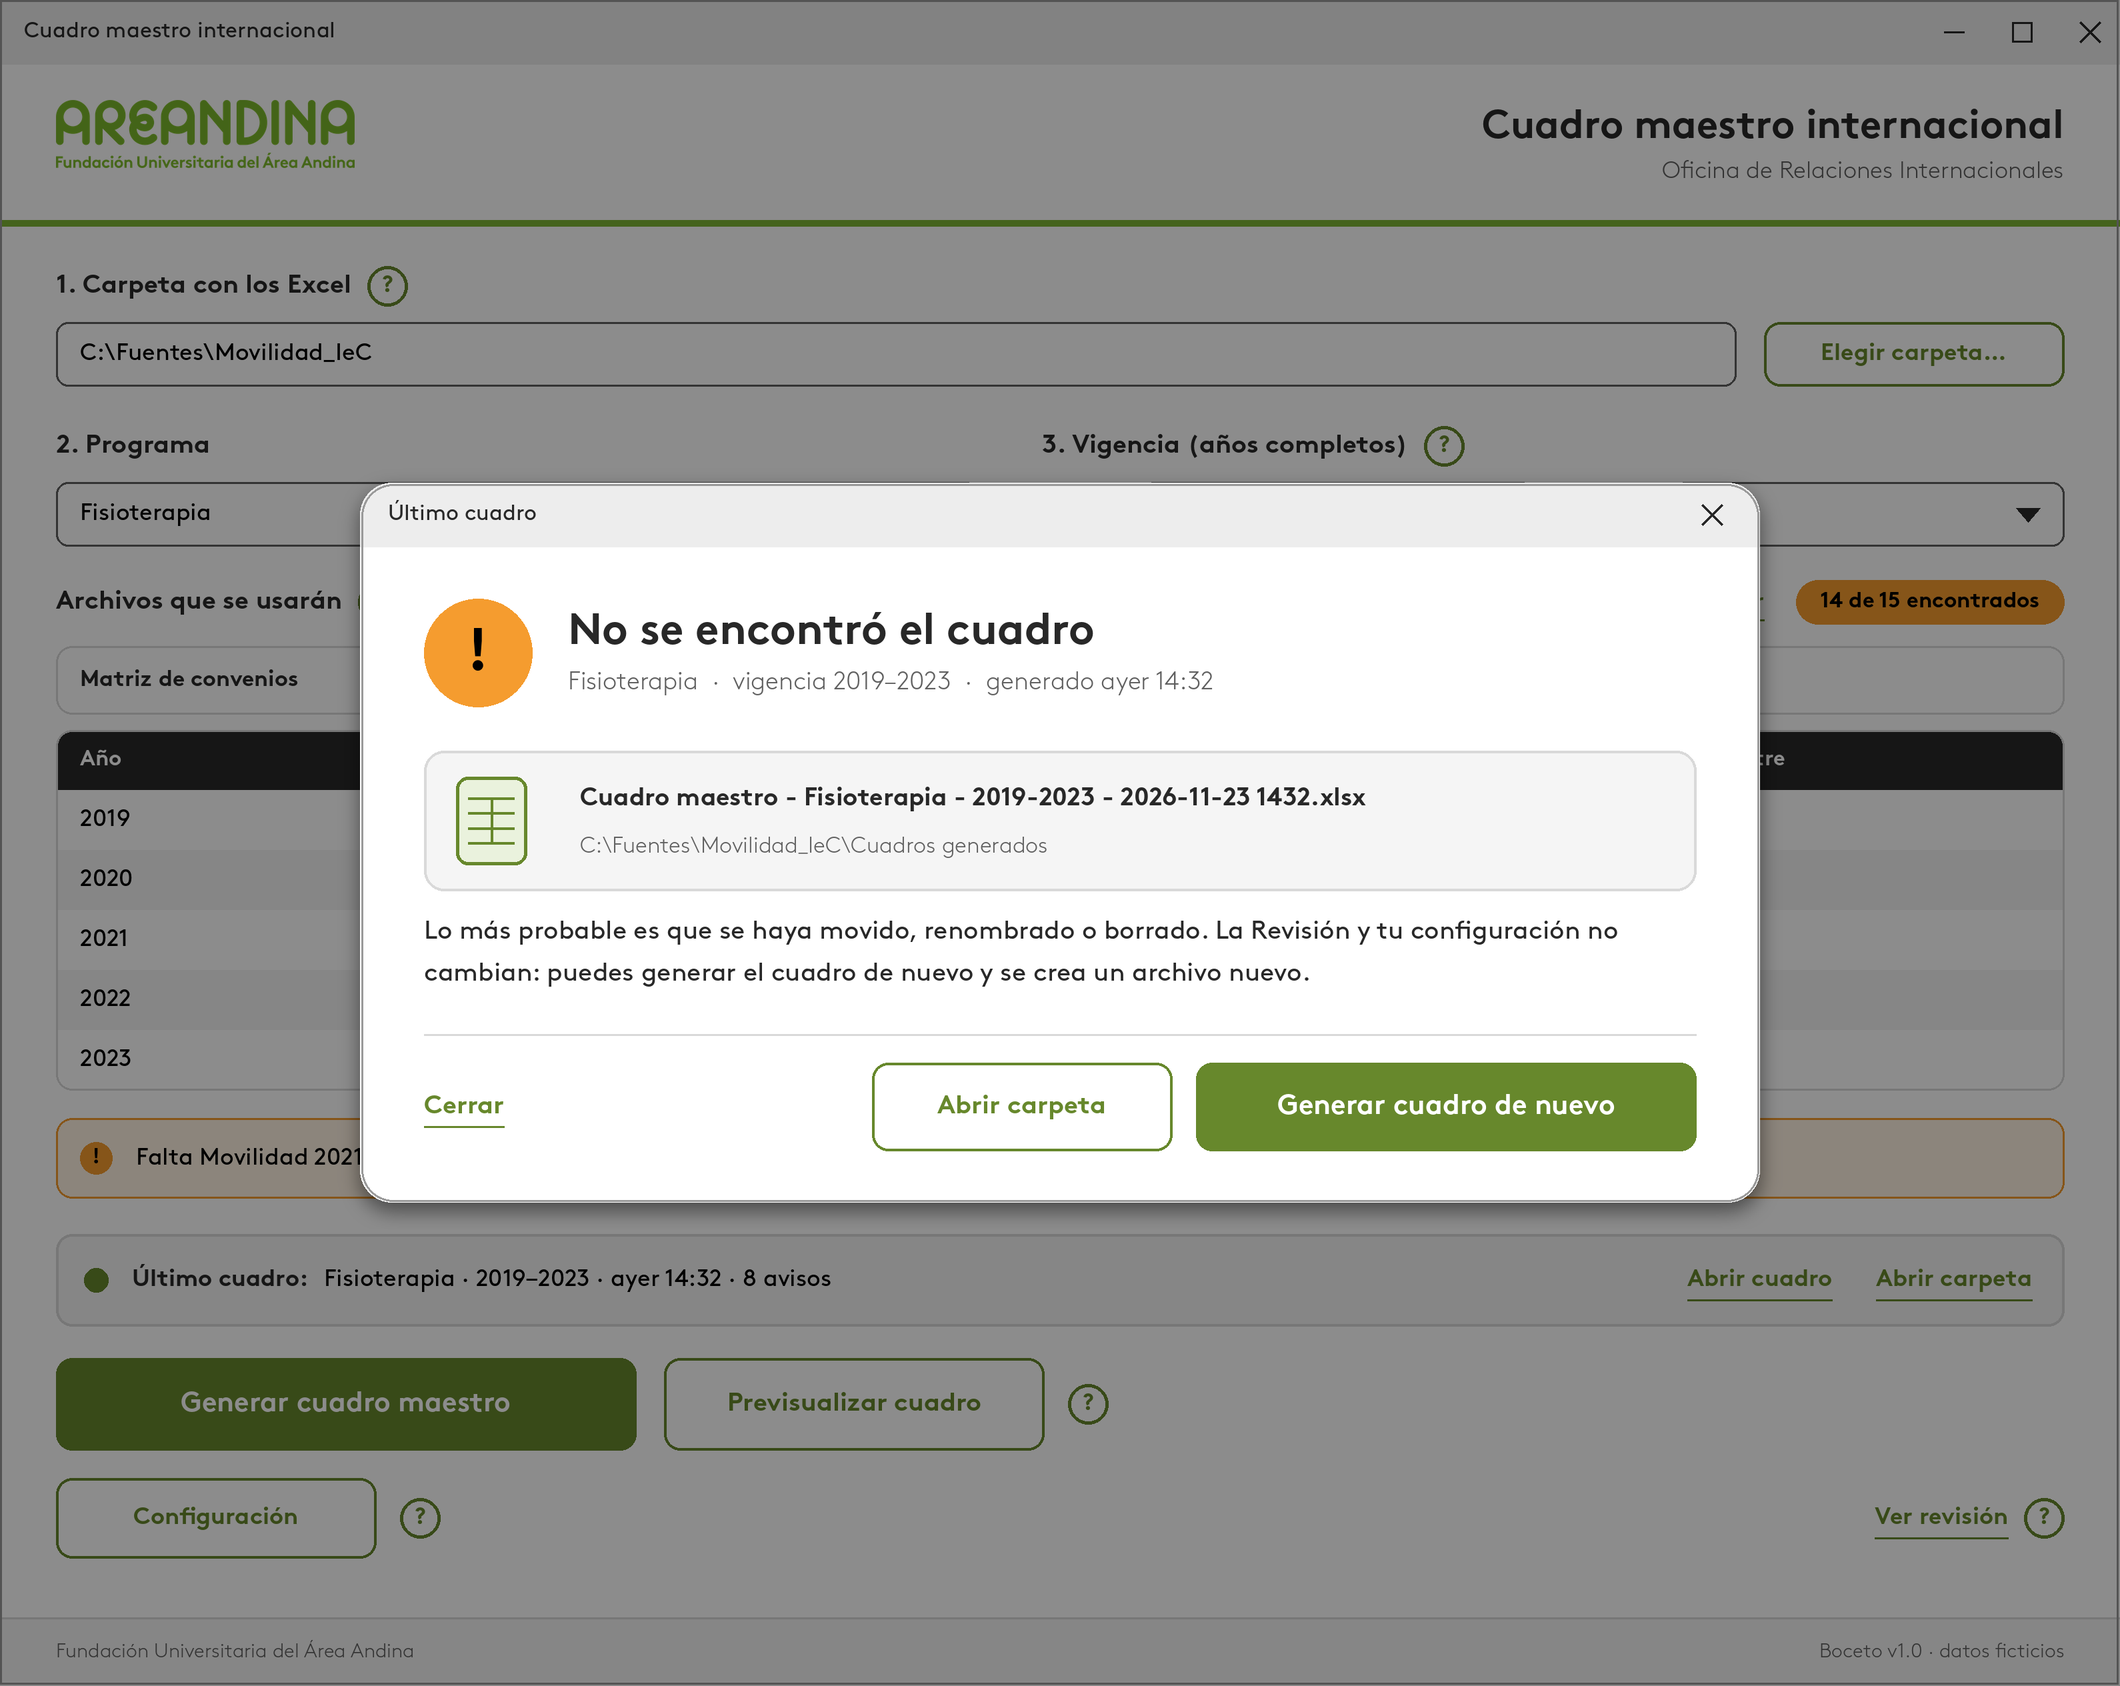 Cuadro maestro internacional
AREANDINA
Fundación Universitaria del Área Andina
Cuadro maestro internacional
Oficina de Relaciones Internacionales
1. Carpeta con los Excel ?
C:\Fuentes\Movilidad_IeC
Elegir carpeta...
2. Programa
3. Vigencia (años completos) ?
Fisioterapia
Último cuadro
Archivos que se usarán
14 de 15 encontrados
!
No se encontró el cuadro
Fisioterapia · vigencia 2019–2023 · generado ayer 14:32
Matriz de convenios
Año
2019
2020
2021
2022
2023
Cuadro maestro - Fisioterapia - 2019-2023 - 2026-11-23 1432.xlsx
C:\Fuentes\Movilidad_IeC\Cuadros generados
Lo más probable es que se haya movido, renombrado o borrado. La Revisión y tu configuración no
cambian: puedes generar el cuadro de nuevo y se crea un archivo nuevo.
Cerrar
Abrir carpeta
Generar cuadro de nuevo
! Falta Movilidad 2021
Último cuadro: Fisioterapia · 2019–2023 · ayer 14:32 · 8 avisos
Abrir cuadro
Abrir carpeta
Generar cuadro maestro
Previsualizar cuadro ?
Configuración ?
Ver revisión ?
Fundación Universitaria del Área Andina
Boceto v1.0 · datos ficticios